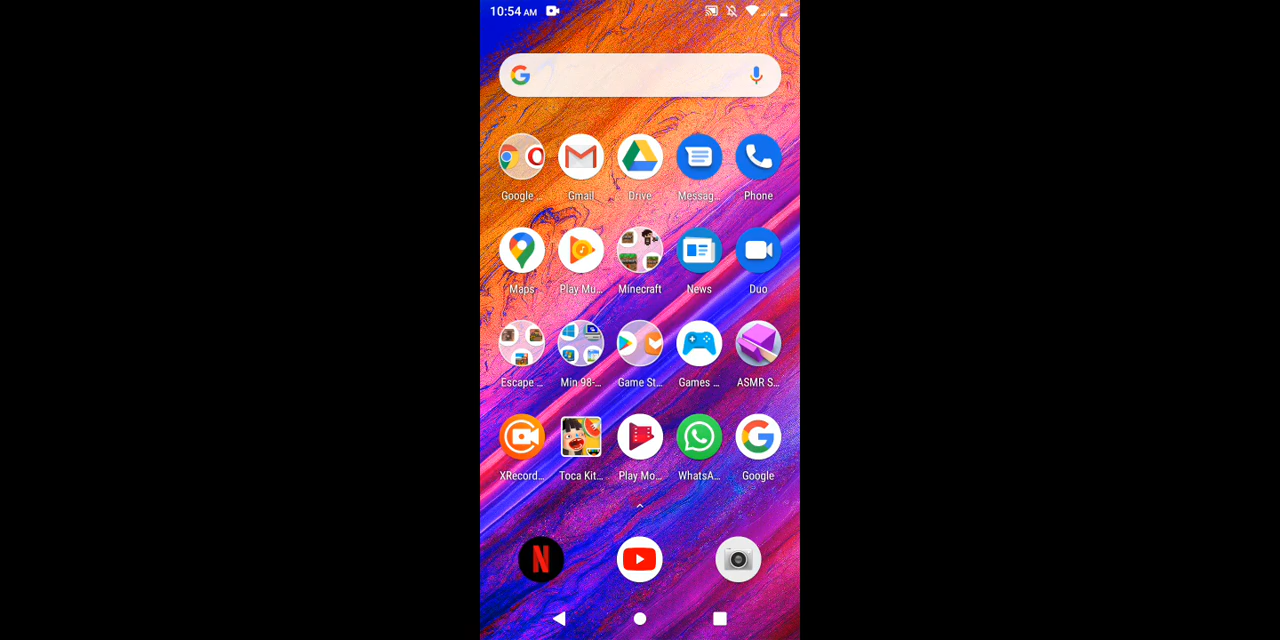 10:54 AM
Google ...
Gmail
Drive
Messag...
Phone
Maps
Play Mu...
Minecraft
News
Duo
Escape ...
Min 98-...
Game St...
Games ...
ASMR S...
XRecord...
Toca Kit...
Play Mo...
WhatsA...
Google